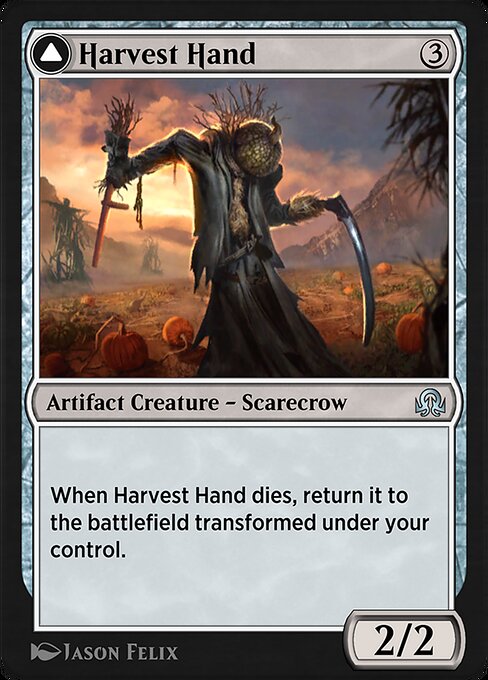 Harvest Hand 3
Artifact Creature – Scarecrow
When Harvest Hand dies, return it to
the battlefield transformed under your
control.
2/2
Jason Felix